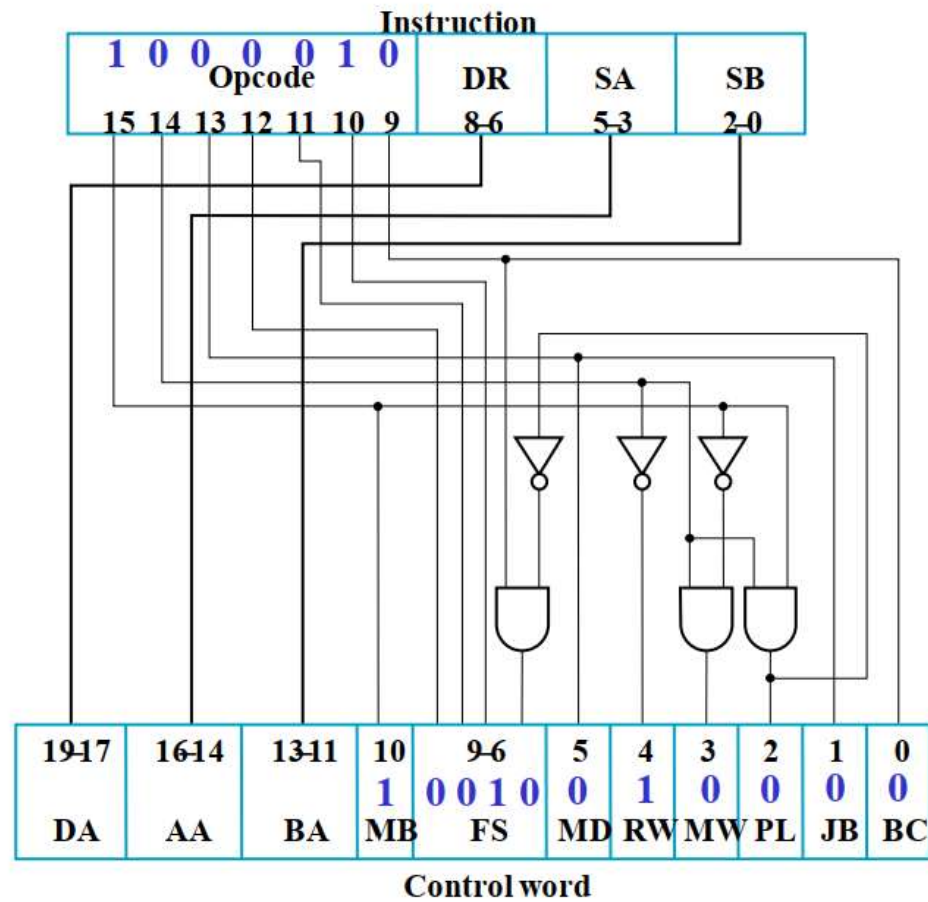 Instruction
1 0 0 0 0 1 0
Opcode DR SA SB
15 14 13 12 11 10 9 8-6 5-3 2-0
19-17 16-14 13-11 10 9-6 5 4 3 2 1 0
1 0 0 1 0 0 1 0 0 0 0
DA AA BA MB FS MD RW MW PL JB BC
Control word